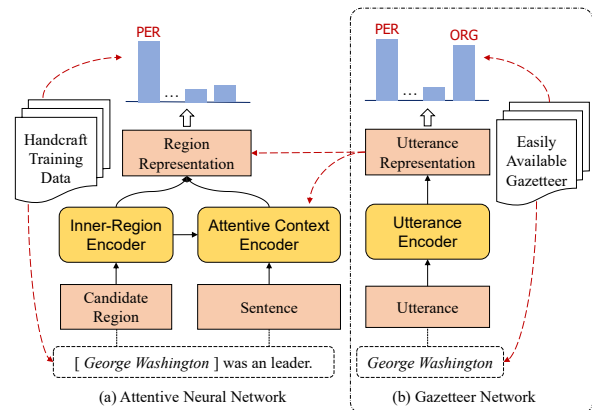 PER
...
Handcraft
Training
Data
Region
Representation
Inner-Region
Encoder
Attentive Context
Encoder
Candidate
Region
Sentence
[ George Washington ] was an leader.
(a) Attentive Neural Network
PER
ORG
...
Utterance
Representation
Easily
Available
Gazetteer
Utterance
Encoder
Utterance
George Washington
(b) Gazetteer Network